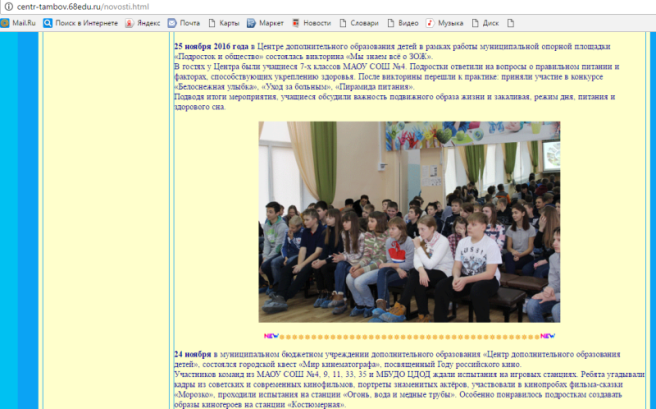 centr-tambov.68edu.ru/novosti.html
Mail.Ru Поиск в Интернете Яндекс Почта Карты Маркет Новости Словари Видео Музыка Диск
25 ноября 2016 года в Центре дополнительного образования детей в рамках работы муниципальной опорной площадки
«Подросток и общество» состоялась викторина «Мы знаем всё о ЗОЖ».
В гостях у Центра были учащиеся 7-х классов МАОУ СОШ №4. Подростки ответили на вопросы о правильном питании и
факторах, способствующих укреплению здоровья. После викторины перешли к практике: приняли участие в конкурсе
«Белоснежная улыбка», «Уход за больным», «Пирамида питания».
Подводя итоги мероприятия, учащиеся обсудили важность подвижного образа жизни и закаливая, режим дня, питания и
здорового сна.
NEW NEW
24 ноября в муниципальном бюджетном учреждении дополнительного образования «Центр дополнительного образования
детей», состоялся городской квест «Мир кинематографа», посвященный Году российского кино.
Участников команд из МАОУ СОШ №4, 9, 11, 33, 35 и МБУДО ЦДОД ждали испытания на игровых станциях. Ребята угадывали
кадры из советских и современных кинофильмов, портреты знаменитых актёров, участвовали в кинопробах фильма-сказки
«Морозко», проходили испытания на станции «Огонь, вода и медные трубы». Особенно понравилось подросткам создавать
образы киногероев на станции «Костюмерная».